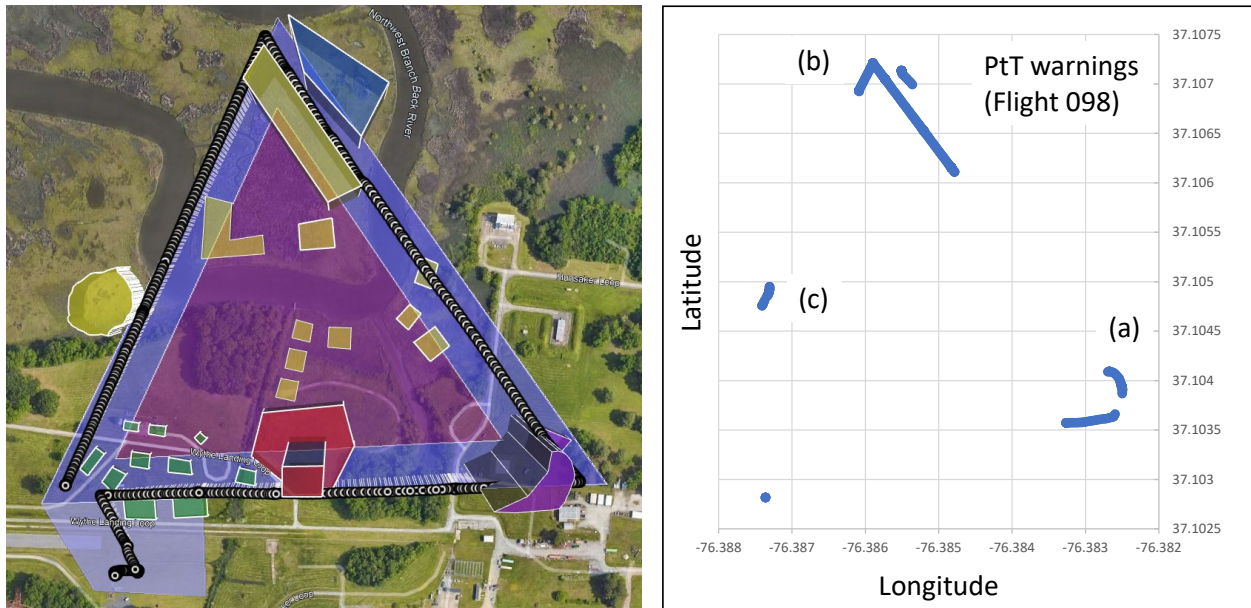 Northwest Branch Back River
Hunsaker Loop
Wythe Landing Loop
Wythe Landing Loop
Loop
PtT warnings
(Flight 098)
(b)
(c)
(a)
Latitude
37.1075
37.107
37.1065
37.106
37.1055
37.105
37.1045
37.104
37.1035
37.103
37.1025
-76.388 -76.387 -76.386 -76.385 -76.384 -76.383 -76.382
Longitude